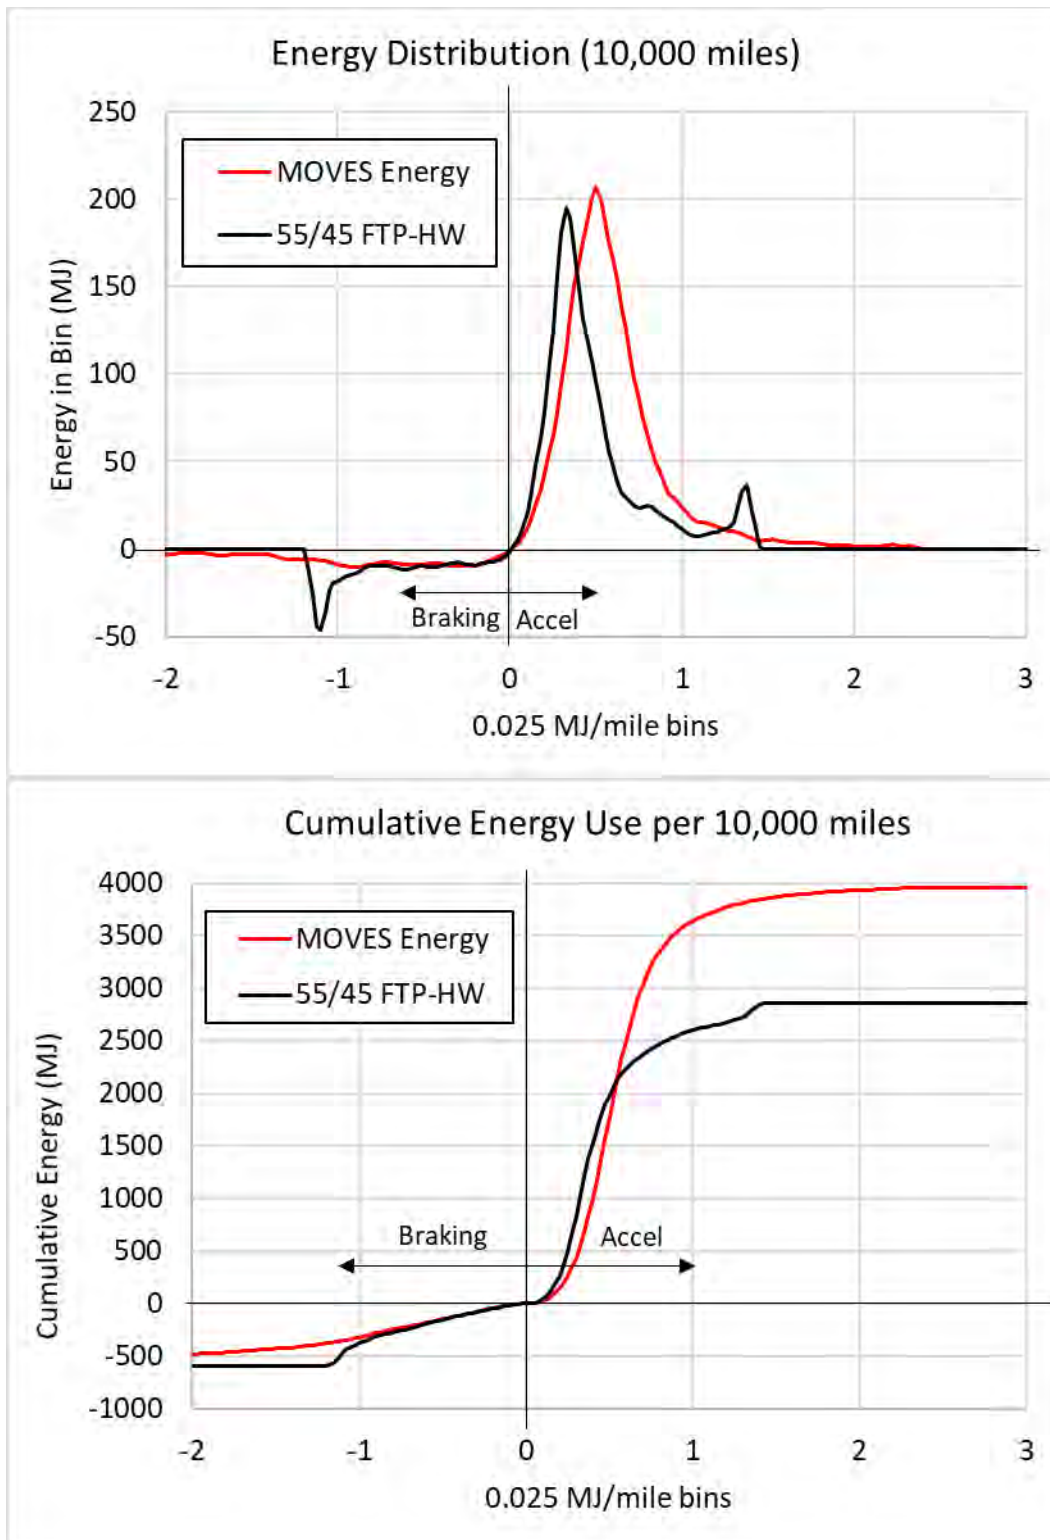 Energy Distribution (10,000 miles)
250
200
150
100
50
0
-50
Energy in Bin (MJ)
MOVES Energy
55/45 FTP-HW
Braking
Accel
-2
-1
0
1
2
3
0.025 MJ/mile bins
Cumulative Energy Use per 10,000 miles
4000
3500
3000
2500
2000
1500
1000
500
0
-500
-1000
Cumulative Energy (MJ)
MOVES Energy
55/45 FTP-HW
Braking
Accel
-2
-1
0
1
2
3
0.025 MJ/mile bins